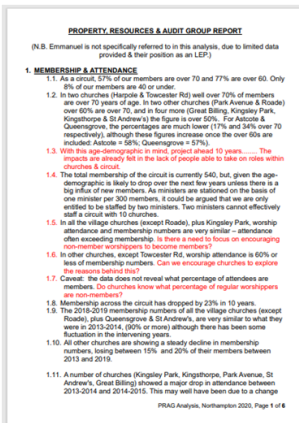 PROPERTY, RESOURCES & AUDIT GROUP REPORT
(N.B. Emmanuel is not specifically referred to in this analysis, due to limited data
provided & their position as an LEP.)
1. MEMBERSHIP & ATTENDANCE
1.1. As a circuit, 57% of our members are over 70 and 77% are over 60. Only
8% of our members are 40 or under.
1.2. In two churches (Harpole & Towcester Rd) well over 70% of members
are over 70 years of age. In two other churches (Park Avenue & Roade)
over 60% are over 70, and in four more (Great Billing, Kingsley Park,
Kingsthorpe & St Andrew's) the figure is over 50%. For Astcote &
Queensgrove, the percentages are much lower (17% and 34% over 70
respectively), although these figures increase once the over 60s are
included: Astcote = 58%; Queensgrove = 57%).
1.3. With this age-demographic in mind, project ahead 10 years....... The
impacts are already felt in the lack of people able to take on roles within
churches & circuit.
1.4. The total membership of the circuit is currently 540, but, given the age-
demographic is likely to drop over the next few years unless there is a
big influx of new members. As ministers are stationed on the basis of
one minister per 300 members, it could be argued that we are only
entitled to be staffed by two ministers. Two ministers cannot effectively
staff a circuit with 10 churches.
1.5. In all the village churches (except Roade), plus Kingsley Park, worship
attendance and membership numbers are very similar – attendance
often exceeding membership. Is there a need to focus on encouraging
non-member worshippers to become members?
1.6. In other churches, except Towcester Rd, worship attendance is 60% or
less of membership numbers. Can we encourage churches to explore
the reasons behind this?
1.7. Caveat: the data does not reveal what percentage of attendees are
members. Do churches know what percentage of regular worshippers
are non-members?
1.8. Membership across the circuit has dropped by 23% in 10 years.
1.9. The 2018-2019 membership numbers of all the village churches (except
Roade), plus Queensgrove & St Andrew's, are very similar to what they
were in 2013-2014, (90% or more) although there has been some
fluctuation in the intervening years.
1.10. All other churches are showing a steady decline in membership
numbers, losing between 15% and 20% of their members between
2013 and 2019.
1.11. A number of churches (Kingsley Park, Kingsthorpe, Park Avenue, St
Andrew's, Great Billing) showed a major drop in attendance between
2013-2014 and 2014-2015. This may well have been due to a change
PRAG Analysis, Northampton 2020, Page 1 of 6